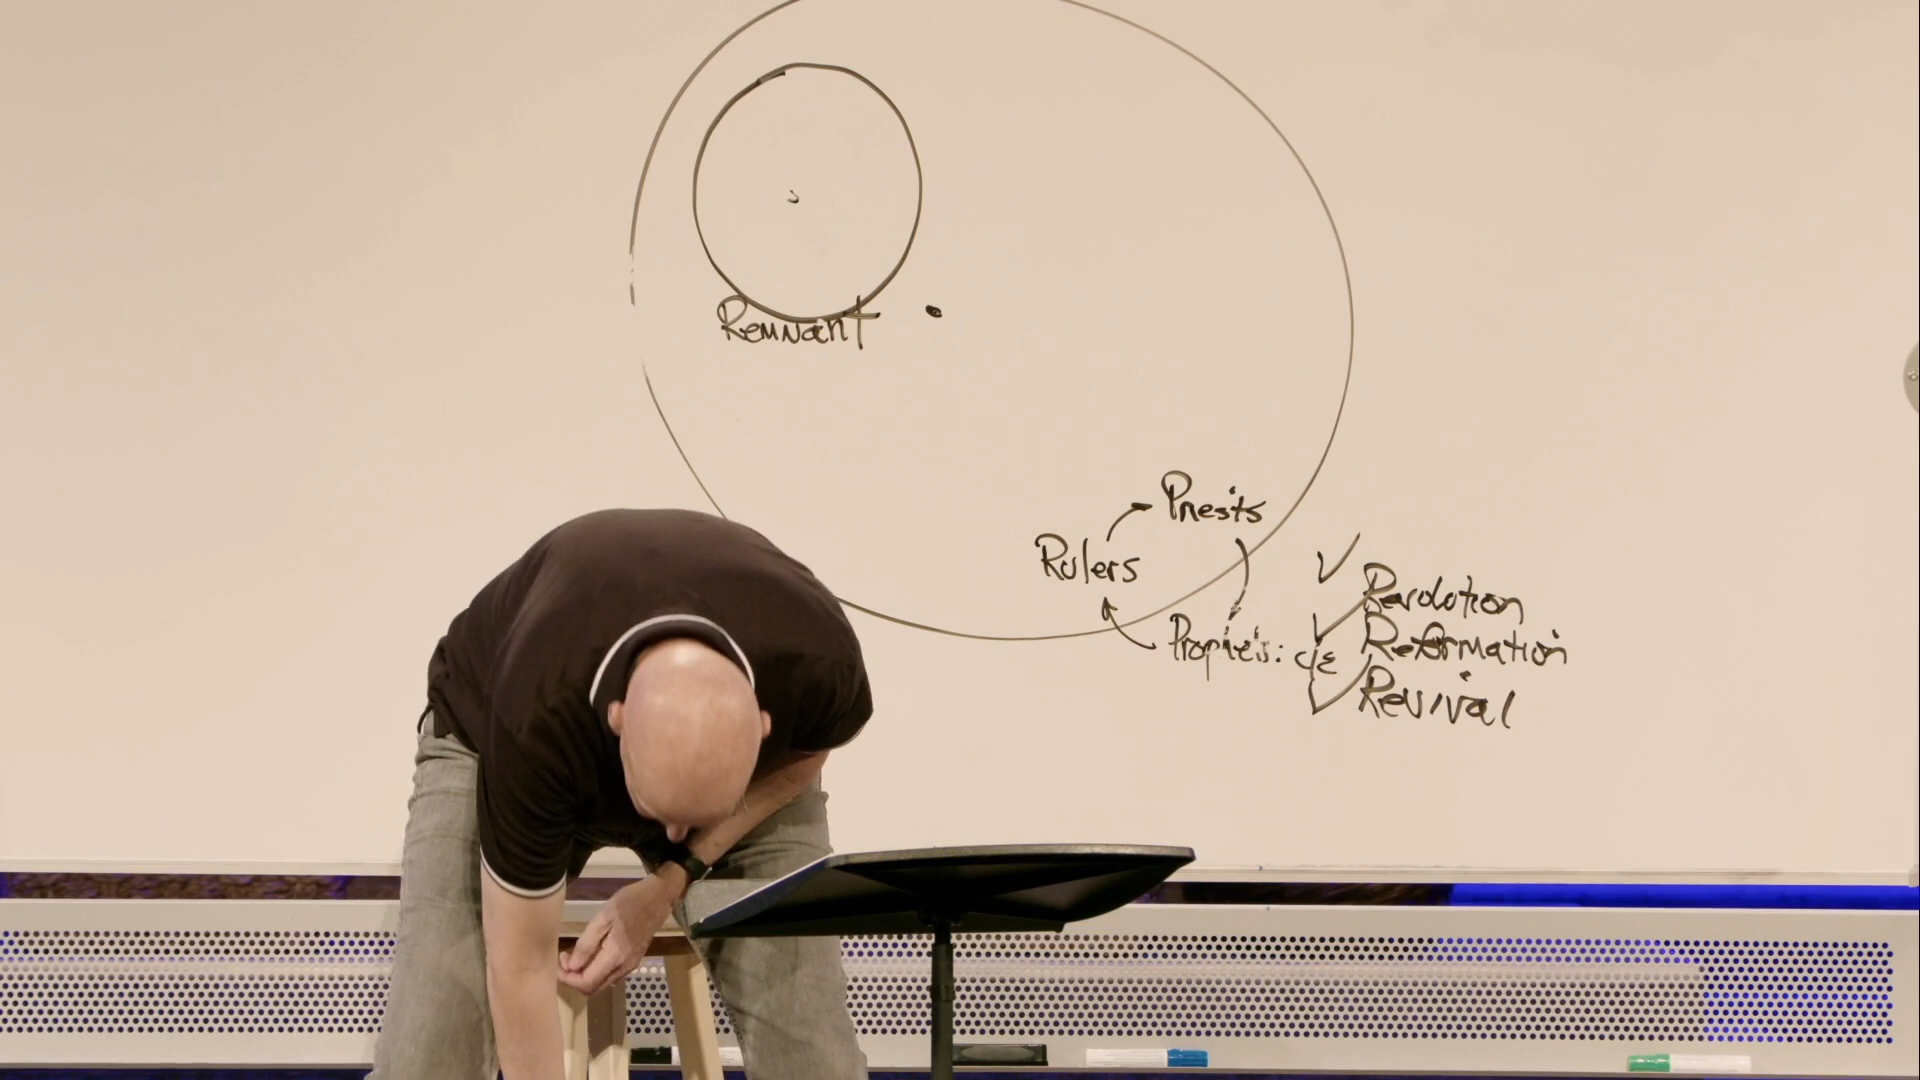 Remnant
Priests
Rulers
Prophets: c/e
Revolution
Reformation
Revival